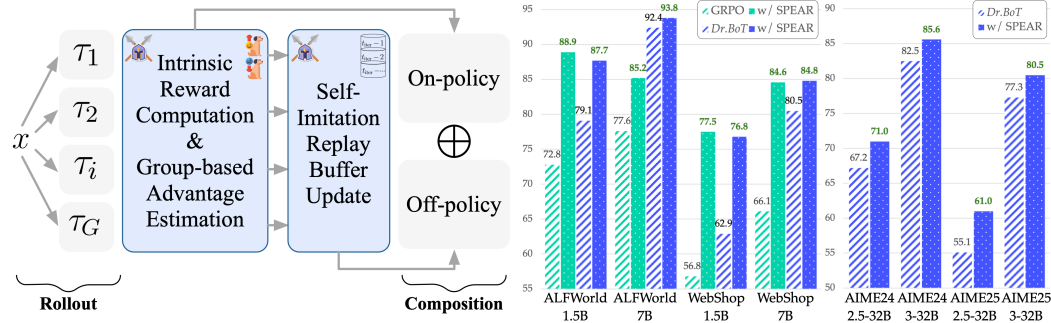 x
τ1
τ2
τi
τG
Rollout
Intrinsic
Reward
Computation
&
Group-based
Advantage
Estimation
titer−1
titer−2
Self-
Imitation
Replay
Buffer
Update
On-policy
Off-policy
Composition
GRPO w/ SPEAR
Dr.BoT w/ SPEAR
95
90
85
80
75
70
65
60
55
72.8
88.9
79.1
87.7
77.6
85.2
92.4
93.8
56.8
77.5
62.9
76.8
66.1
84.6
80.5
84.8
ALFWorld ALFWorld WebShop WebShop
1.5B 7B 1.5B 7B
Dr.BoT
w/ SPEAR
90
85
80
75
70
65
60
55
50
67.2
71.0
82.5
85.6
55.1
61.0
77.3
80.5
AIME24 AIME24 AIME25 AIME25
2.5-32B 3-32B 2.5-32B 3-32B